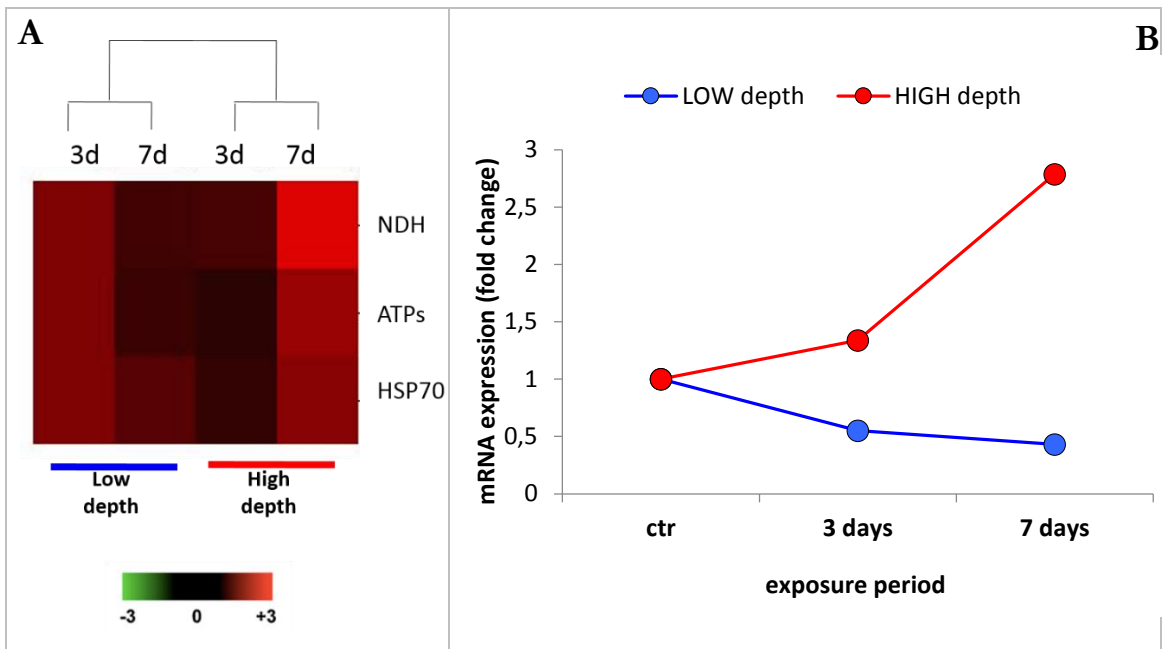 A
3d 7d 3d 7d
NDH
ATPs
HSP70
Low
depth
High
depth
-3 0 +3
B
LOW depth HIGH depth
mRNA expression (fold change)
3
2,5
2
1,5
1
0,5
0
ctr 3 days 7 days
exposure period